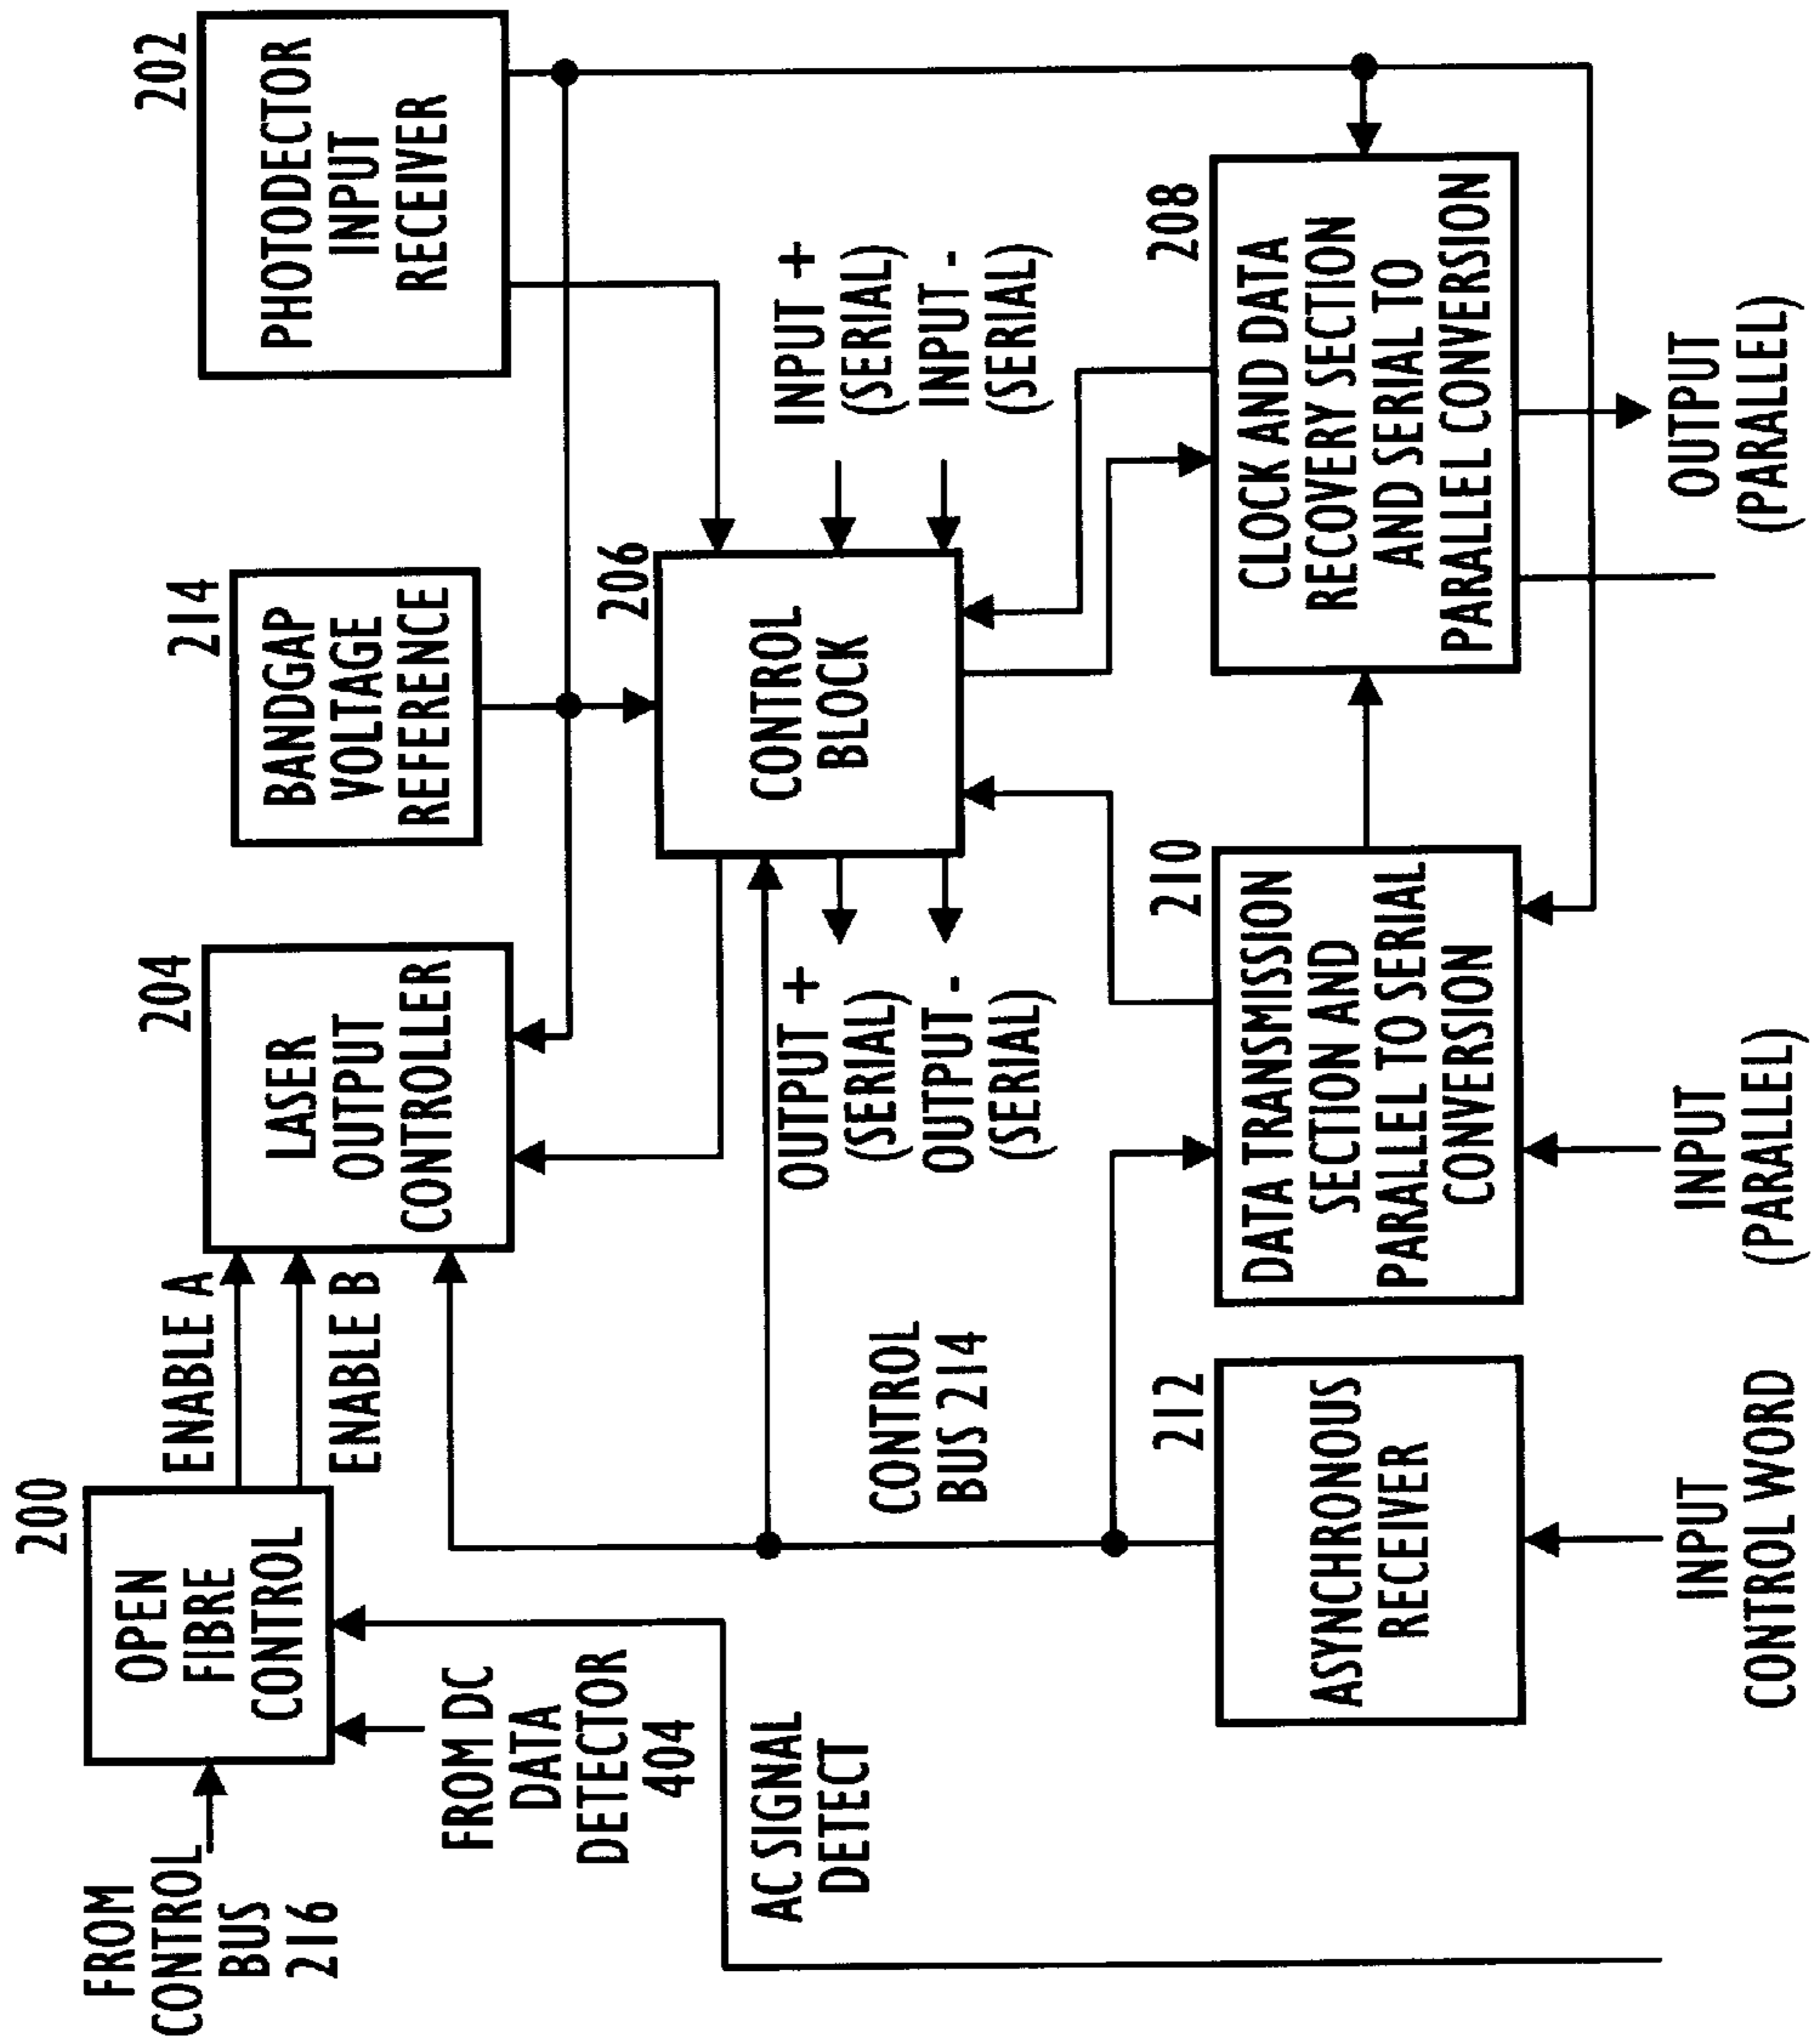 200
OPEN
FIBRE
CONTROL
FROM
CONTROL
BUS
216
FROM DC
DATA
DETECTOR
404
AC SIGNAL
DETECT
ENABLE A
ENABLE B
204
LASER
OUTPUT
CONTROLLER
214
BANDGAP
VOLTAGE
REFERENCE
202
PHOTODECTOR
INPUT
RECEIVER
206
CONTROL
BLOCK
INPUT +
(SERIAL)
INPUT -
(SERIAL)
OUTPUT +
(SERIAL)
OUTPUT -
(SERIAL)
CONTROL
BUS 214
212
ASYNCHRONOUS
RECEIVER
INPUT
CONTROL WORD
210
DATA TRANSMISSION
SECTION AND
PARALLEL TO SERIAL
CONVERSION
INPUT
(PARALLEL)
208
CLOCK AND DATA
RECOVERY SECTION
AND SERIAL TO
PARALLEL CONVERSION
OUTPUT
(PARALLEL)